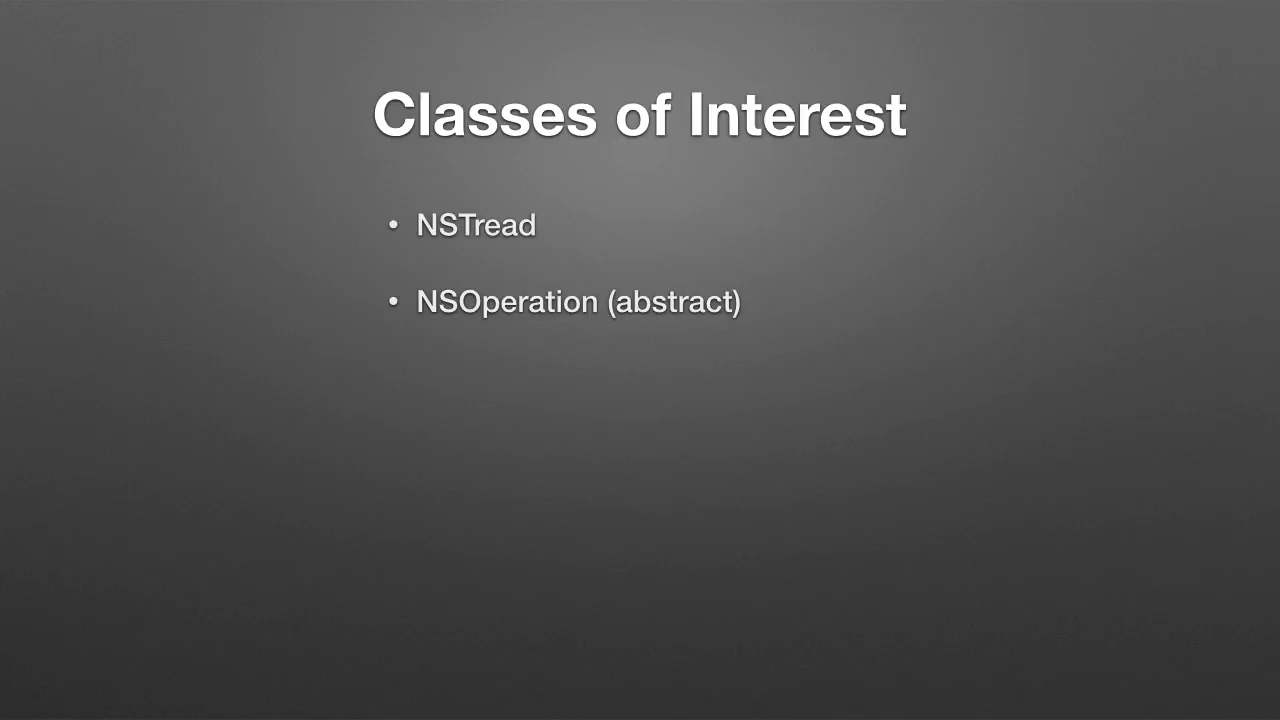 Classes of Interest
• NSTread
• NSOperation (abstract)